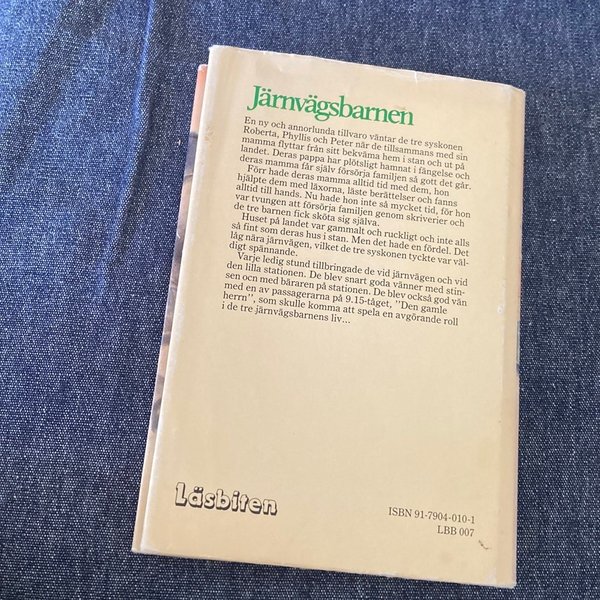 Järnvägsbarnen
En ny och annorlunda tillvaro väntar de tre syskonen
Roberta, Phyllis och Peter när de tillsammans med sin
mamma flyttar från sitt bekväma hem i stan och ut på
landet. Deras pappa har plötsligt hamnat i fängelse och
deras mamma får själv försörja familjen så gott det går.
Förr hade deras mamma alltid tid med dem, hon
hjälpte dem med läxorna, läste berättelser och fanns
alltid till hands. Nu hade hon inte så mycket tid, för hon
var tvungen att försörja familjen genom skriverier och
de tre barnen fick sköta sig själva.
Huset på landet var gammalt och ruckligt och inte alls
så fint som deras hus i stan. Men det hade en fördel. Det
låg nära järnvägen, vilket de tre syskonen tyckte var väl-
digt spännande.
Varje ledig stund tillbringade de vid järnvägen och vid
den lilla stationen. De blev snart goda vänner med stin-
sen ocn med bäraren på stationen. De blev också god vän
med en av passagerarna på 9.15-tåget, "Den gamle
herrn", som skulle komma att spela en avgörande roll
i de tre järnvägsbarnens liv...
Läsbiten
ISBN 91-7904-010-1
LBB 007